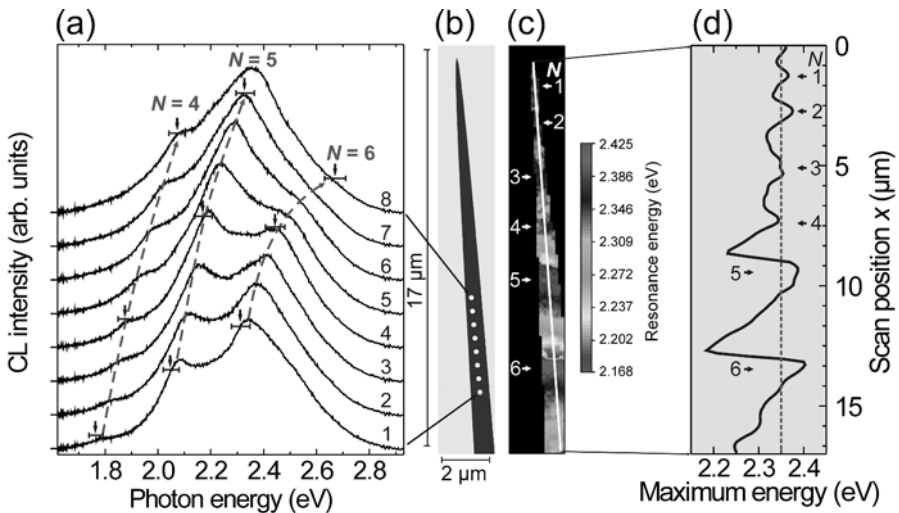 (a)
(b)
(c)
(d)
N = 5
N = 4
N = 6
8
7
6
5
4
3
2
1
CL intensity (arb. units)
1.8 2.0 2.2 2.4 2.6 2.8
Photon energy (eV)
17 µm
2 µm
N
1
2
3
4
5
6
2.425
2.386
2.346
2.309
2.272
2.237
2.202
2.168
Resonance energy (eV)
N
1
2
3
4
5
6
0
5
10
15
Scan position x (µm)
2.2 2.3 2.4
Maximum energy (eV)